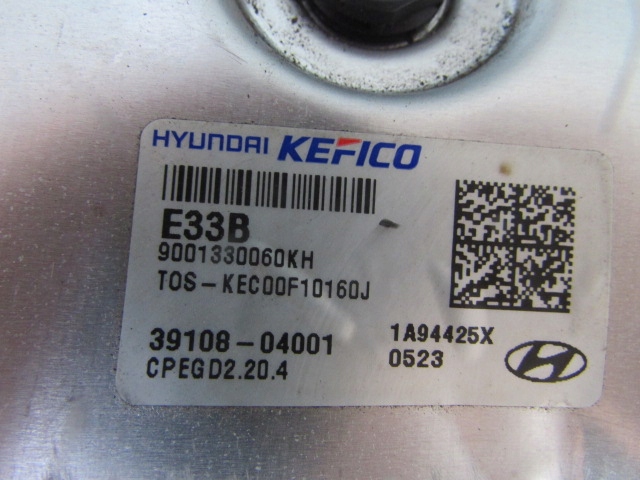 HYUNDAI KEFICO
E33B
9001330060KH
TOS-KEC00F10160J
39108-04001
1A94425X
CPEGD2.20.4
0523